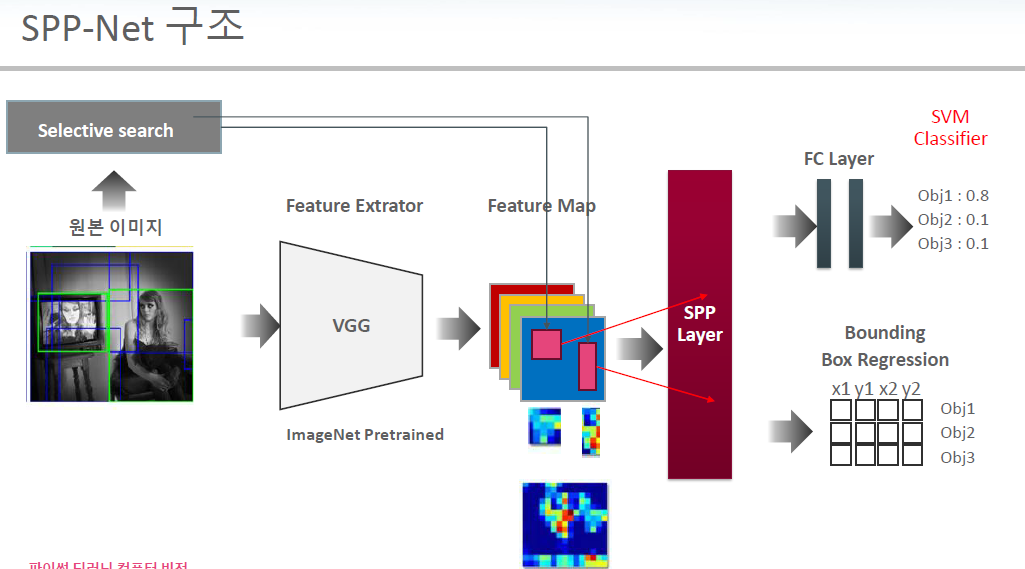 SPP-Net 구조
Selective search
원본 이미지
Feature Extrator
VGG
ImageNet Pretrained
Feature Map
SPP
Layer
FC Layer
SVM
Classifier
Obj1 : 0.8
Obj2 : 0.1
Obj3 : 0.1
Bounding
Box Regression
x1 y1 x2 y2
Obj1
Obj2
Obj3